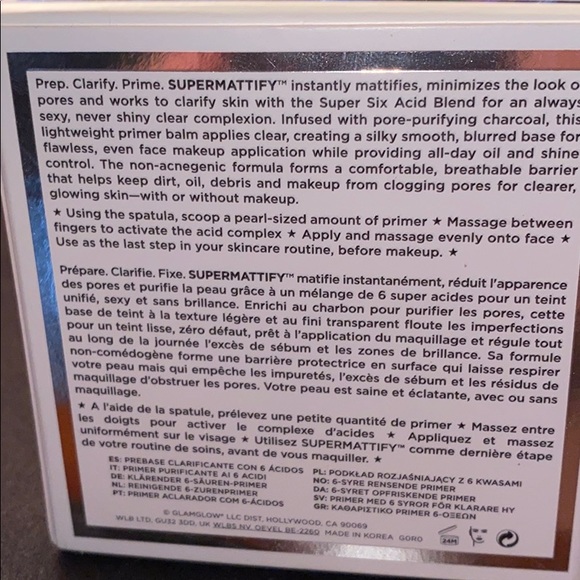 Prep. Clarify. Prime. SUPERMATTIFY™ instantly mattifies, minimizes the look o
pores and works to clarify skin with the Super Six Acid Blend for an always
sexy, never shiny clear complexion. Infused with pore-purifying charcoal, this
lightweight primer balm applies clear, creating a silky smooth, blurred base for
flawless, even face makeup application while providing all-day oil and shine
control. The non-acnegenic formula forms a comfortable, breathable barrier
that helps keep dirt, oil, debris and makeup from clogging pores for clearer,
glowing skin—with or without makeup.
★ Using the spatula, scoop a pearl-sized amount of primer ★ Massage between
fingers to activate the acid complex ★ Apply and massage evenly onto face ★
Use as the last step in your skincare routine, before makeup. ★
Prépare. Clarifie. Fixe. SUPERMATTIFY™ matifie instantanément, réduit l'apparence
des pores et purifie la peau grâce à un mélange de 6 super acides pour un teint
unifié, sexy et sans brillance. Enrichi au charbon pour purifier les pores, cette
base de teint à la texture légère et au fini transparent floute les imperfections
pour un teint lisse, zéro défaut, prêt à l'application du maquillage et régule tout
au long de la journée l'excès de sébum et les zones de brillance. Sa formule
non-comédogène forme une barrière protectrice en surface qui laisse respirer
votre peau mais qui empêche les impuretés, l'excès de sébum et les résidus de
maquillage d'obstruer les pores. Votre peau est saine et éclatante, avec ou sans
maquillage.
★ A l'aide de la spatule, prélevez une petite quantité de primer ★ Massez entre
les doigts pour activer le complexe d'acides ★ Appliquez et massez
uniformément sur le visage ★ Utilisez SUPERMATTIFY™ comme dernière étape
de votre routine de soins, avant de vous maquiller. ★
ES: PREBASE CLARIFICANTE CON 6 ÁCIDOS
IT: PRIMER PURIFICANTE AI 6 ACIDI
DE: KLÄRENDER 6-SÄUREN-PRIMER
NL: REINIGENDE 6-ZURENPRIMER
PT: PRIMER ACLARADOR COM 6-ÁCIDOS
PL: PODKŁAD ROZJAŚNIAJĄCY Z 6 KWASAMI
NO: 6-SYRE RENSENDE PRIMER
DA: 6-SYRET OPFRISKENDE PRIMER
SV: PRIMER MED 6 SYROR FÖR KLARARE HY
GR: ΚΑΘΑΡΙΣΤΙΚΟ PRIMER 6-ΟΞΕΩΝ
© GLAMGLOW® LLC DIST, HOLLYWOOD, CA 90069
WLB LTD, GU32 3DD, UK WLBS NV, OEVEL BE-2260 MADE IN KOREA GORO
24M